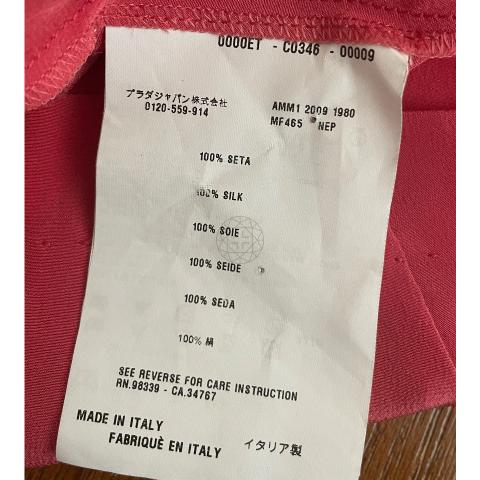 0000ET - C0346 - 00009
プラダジャパン株式会社
0120-559-914
AMM1 2009 1980
MF465 NEP
100% SETA
100% SILK
100% SOIE
100% SEIDE
100% SEDA
100% 絹
SEE REVERSE FOR CARE INSTRUCTION
RN.98339 - CA.34767
MADE IN ITALY
FABRIQUÈ EN ITALY
イタリア製